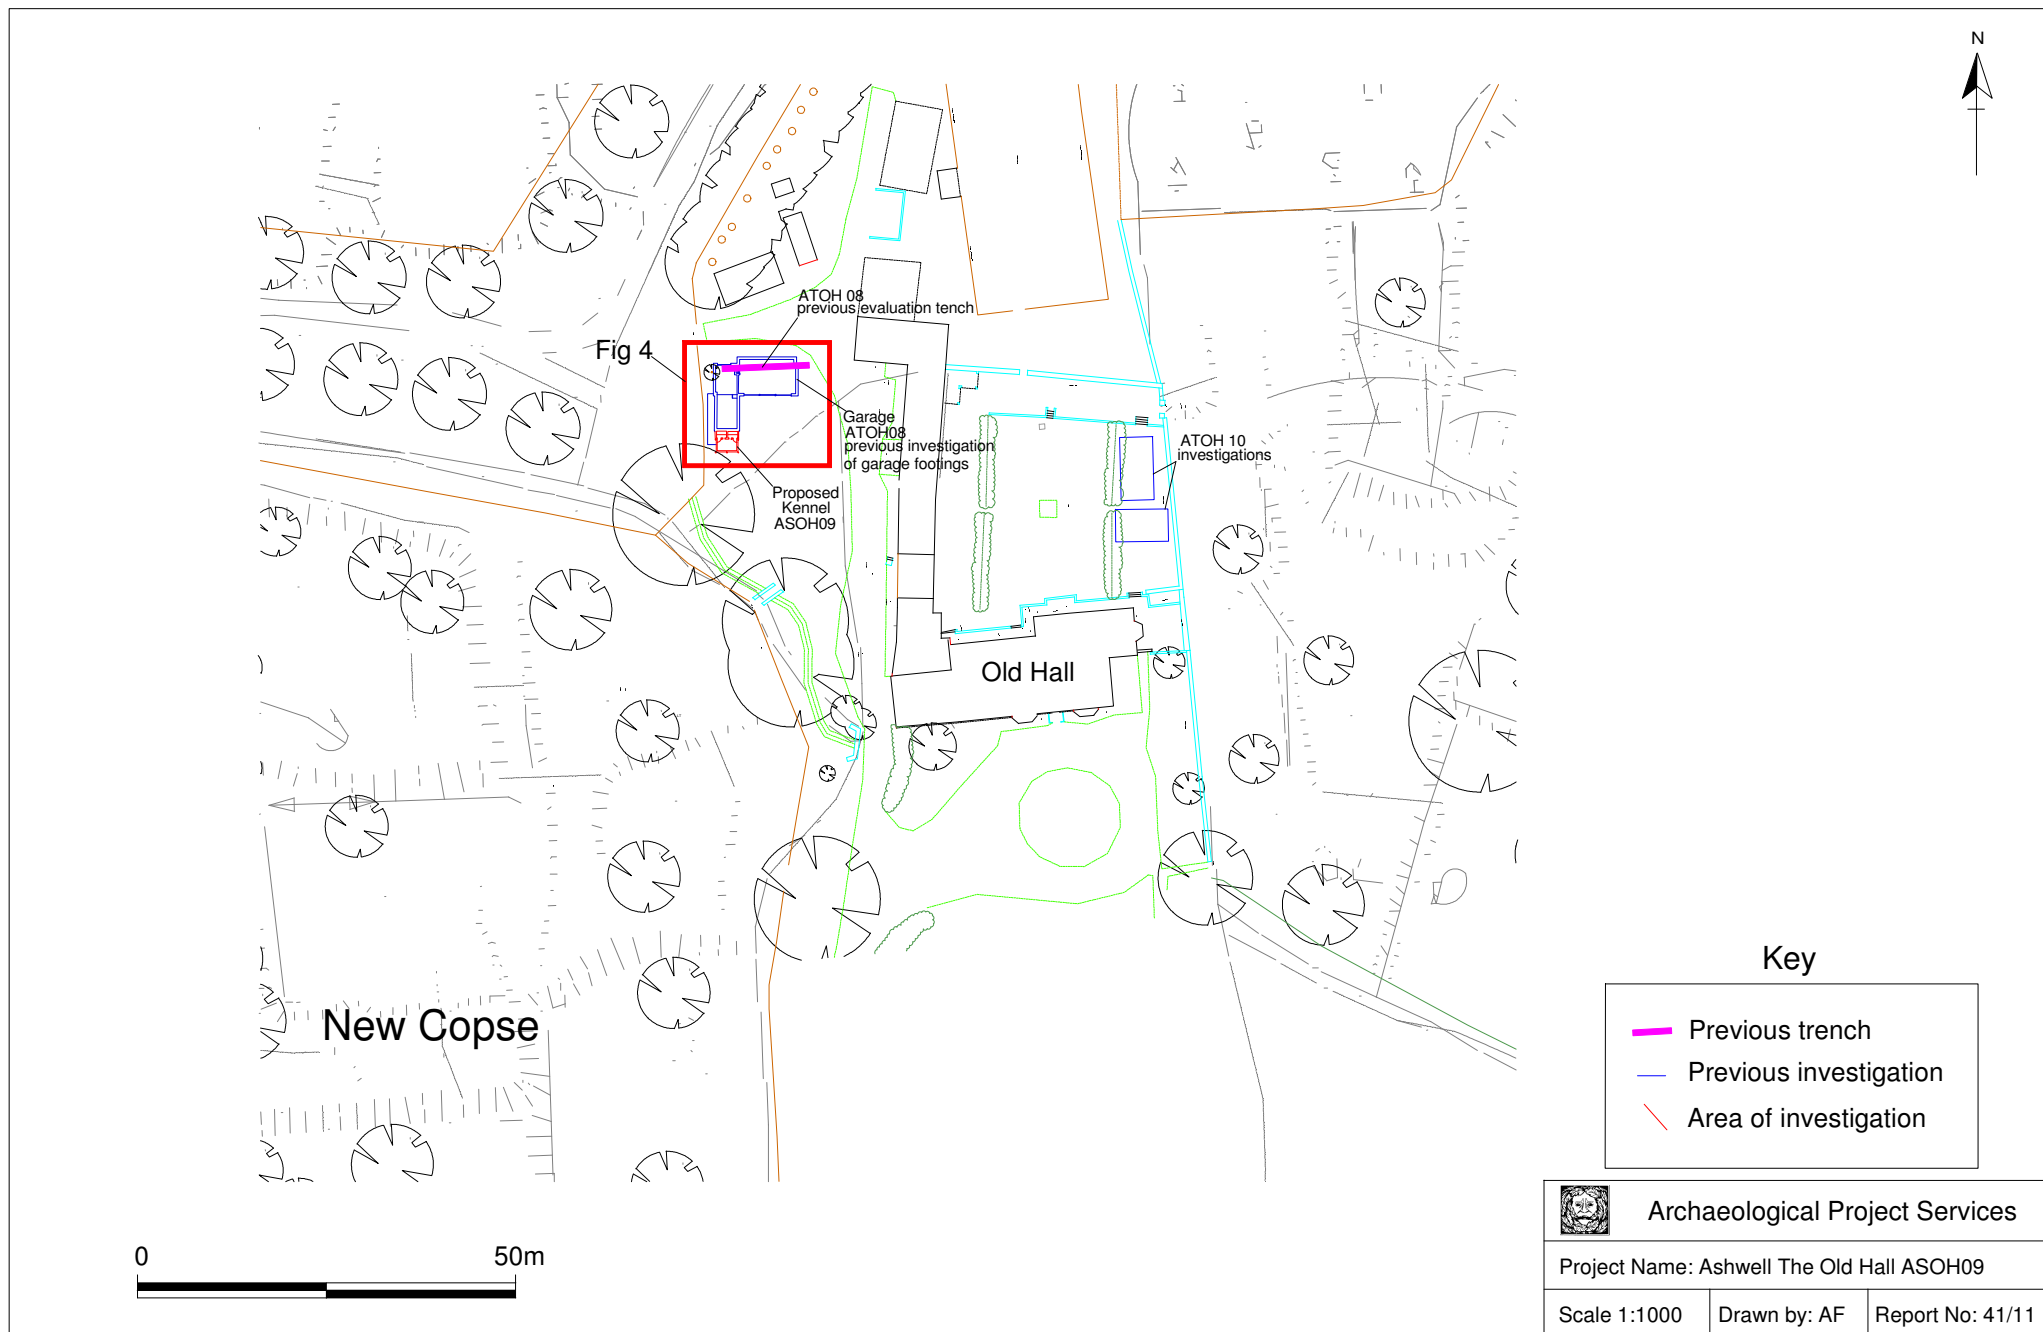 N
ATOH 08
previous evaluation tench
Fig 4
Garage
ATOH08
previous investigation
of garage footings
ATOH 10
investigations
Proposed
Kennel
ASOH09
Old Hall
New Copse
Key
Previous trench
Previous investigation
Area of investigation
0 50m
Archaeological Project Services
Project Name: Ashwell The Old Hall ASOH09
Scale 1:1000 Drawn by: AF Report No: 41/11